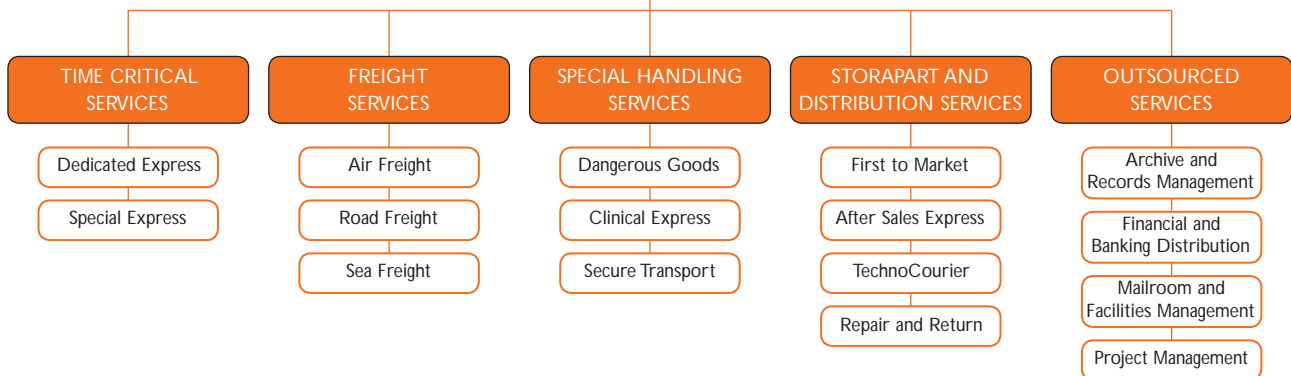 TIME CRITICAL
SERVICES
Dedicated Express
Special Express
FREIGHT
SERVICES
Air Freight
Road Freight
Sea Freight
SPECIAL HANDLING
SERVICES
Dangerous Goods
Clinical Express
Secure Transport
STORAPART AND
DISTRIBUTION SERVICES
First to Market
After Sales Express
TechnoCourier
Repair and Return
OUTSOURCED
SERVICES
Archive and
Records Management
Financial and
Banking Distribution
Mailroom and
Facilities Management
Project Management